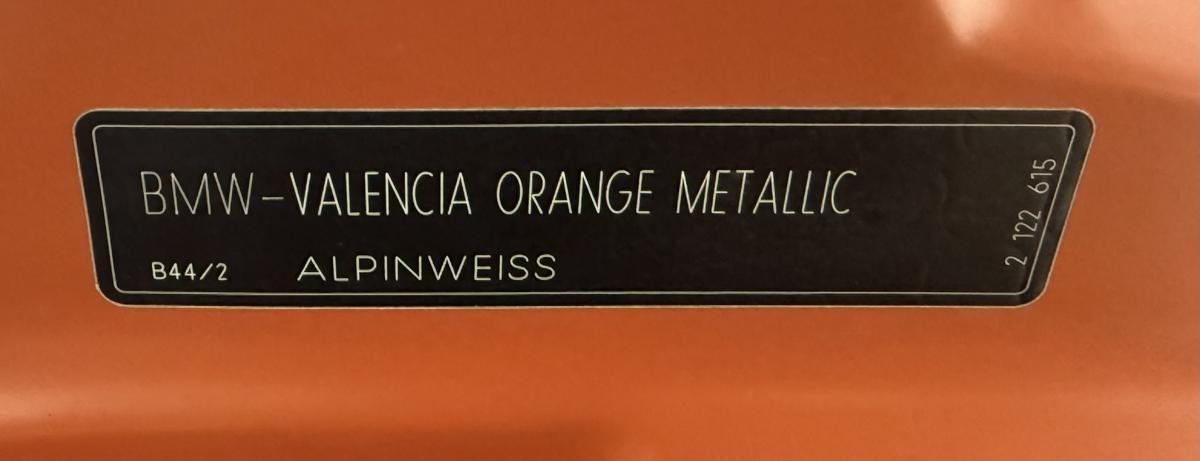 BMW-VALENCIA ORANGE METALLIC
B44/2 ALPINWEISS
2 122 615